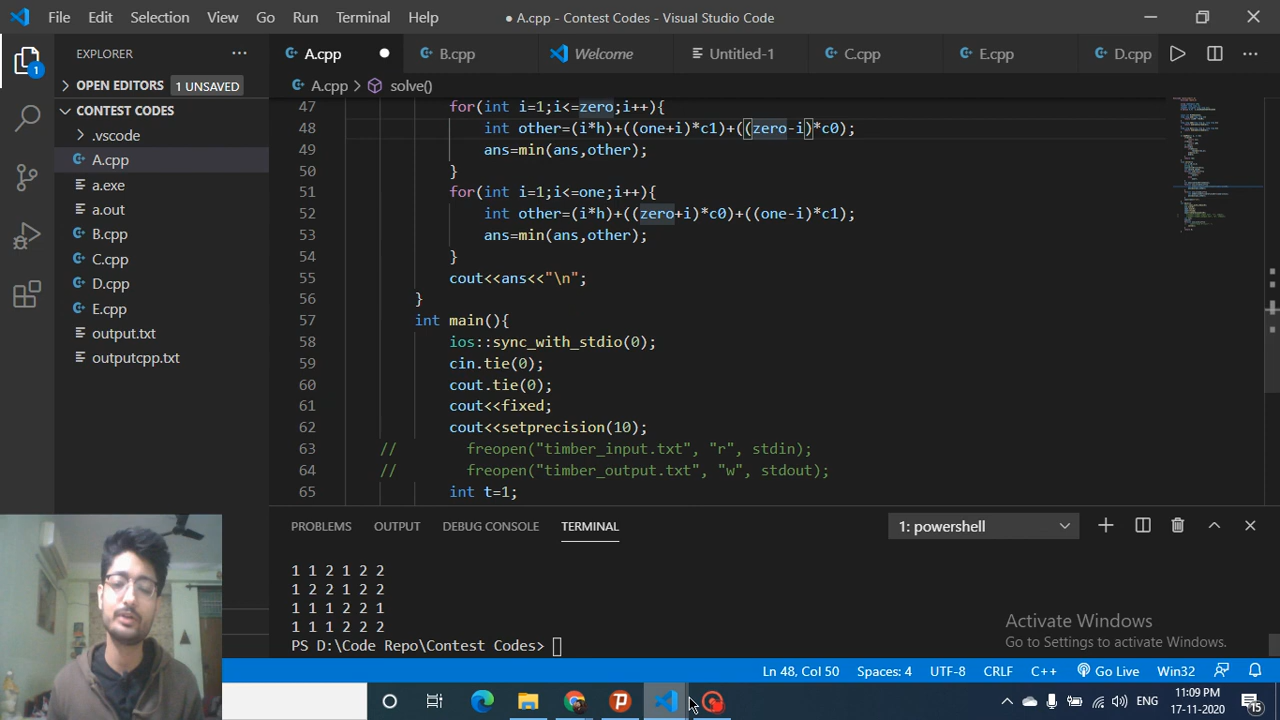 File Edit Selection View Go Run Terminal Help
● A.cpp - Contest Codes - Visual Studio Code
EXPLORER
A.cpp
B.cpp
Welcome
Untitled-1
C.cpp
E.cpp
D.cpp
1
OPEN EDITORS 1 UNSAVED
A.cpp > solve()
CONTEST CODES
.vscode
A.cpp
a.exe
a.out
B.cpp
C.cpp
D.cpp
E.cpp
output.txt
outputcpp.txt
47 for(int i=1;i<=zero;i++){
48 int other=(i*h)+((one+i)*c1)+((zero-i)*c0);
49 ans=min(ans,other);
50 }
51 for(int i=1;i<=one;i++){
52 int other=(i*h)+((zero+i)*c0)+((one-i)*c1);
53 ans=min(ans,other);
54 }
55 cout<<ans<<"\n";
56 }
57 int main(){
58 ios::sync_with_stdio(0);
59 cin.tie(0);
60 cout.tie(0);
61 cout<<fixed;
62 cout<<setprecision(10);
63 // freopen("timber_input.txt", "r", stdin);
64 // freopen("timber_output.txt", "w", stdout);
65 int t=1;
PROBLEMS OUTPUT DEBUG CONSOLE TERMINAL
1: powershell
1 1 2 1 2 2
1 2 2 1 2 2
1 1 1 2 2 1
1 1 1 2 2 2
PS D:\Code Repo\Contest Codes>
Activate Windows
Go to Settings to activate Windows.
Ln 48, Col 50 Spaces: 4 UTF-8 CRLF C++ Go Live Win32
ENG
11:09 PM
17-11-2020
15